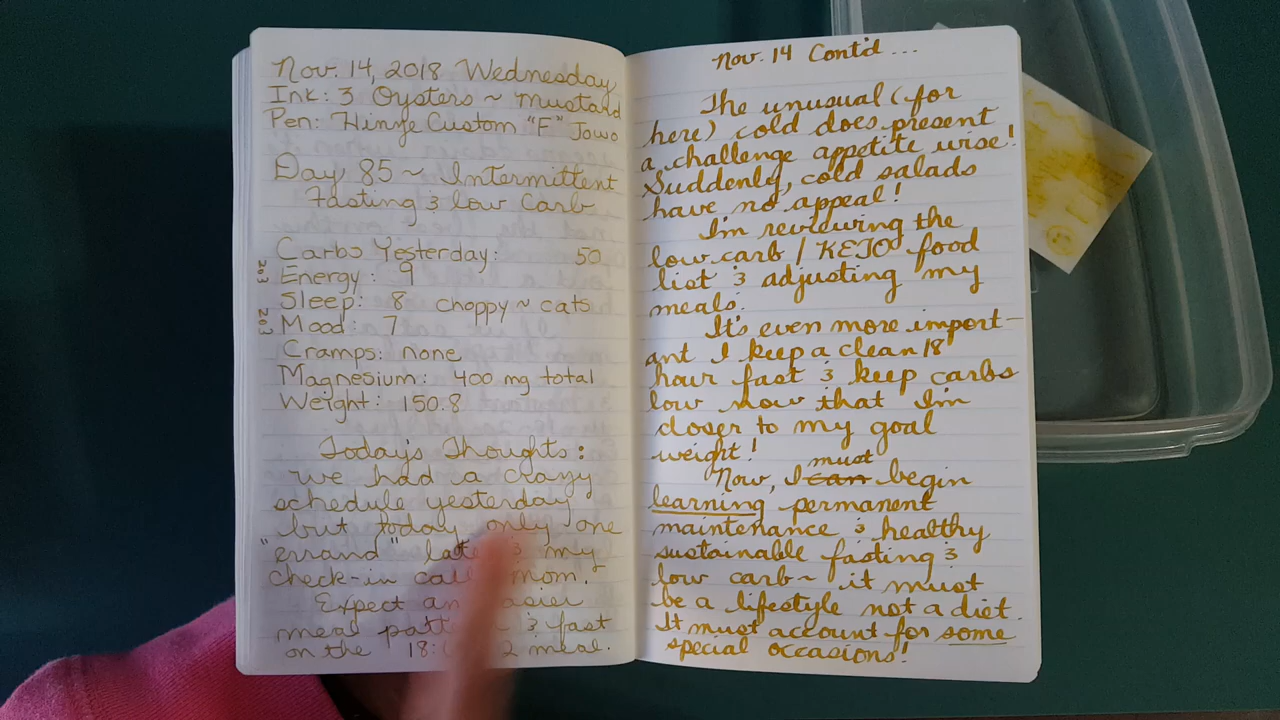 Nov. 14, 2018 Wednesday
Ink: 3 Oysters ~ Mustard
Pen: Hinze Custom "F" Jowo
Day 85 ~ Intermittent
Fasting & low Carb
Carbs Yesterday: 50
Energy: 9
Sleep: 8 choppy ~ cats
Mood: 7
Cramps: none
Magnesium: 400 mg total
Weight: 150.8
Today's Thoughts:
we had a crazy
schedule yesterday
but today only one
"errand" & my
check-in mom.
Expect an easier
meal & fast
on the 2 meal.
Nov. 14 Cont'd...
The unusual (for
here) cold does present
a challenge appetite wise!
Suddenly, cold salads
have no appeal!
I'm reviewing the
low carb / KETO food
list & adjusting my
meals.
It's even more import-
ant I keep a clean 18
hour fast & keep carbs
low now that I'm
closer to my goal
weight!
Now, I can must begin
learning permanent
maintenance & healthy
sustainable fasting &
low carb ~ it must
be a lifestyle not a diet.
It must account for some
special occasions!